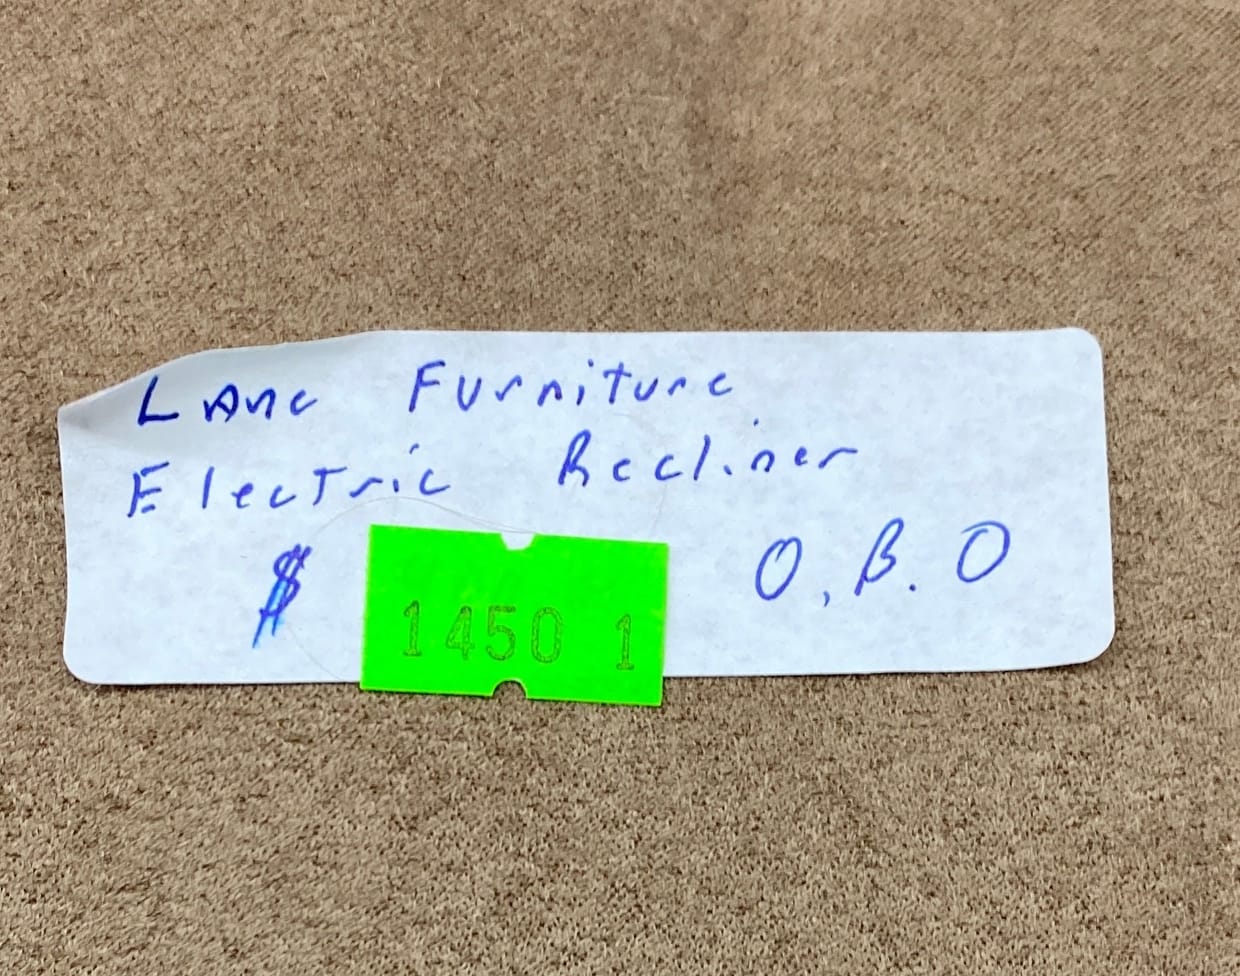 Lane Furniture
Electric Recliner
$ 1450 1 O.B.O